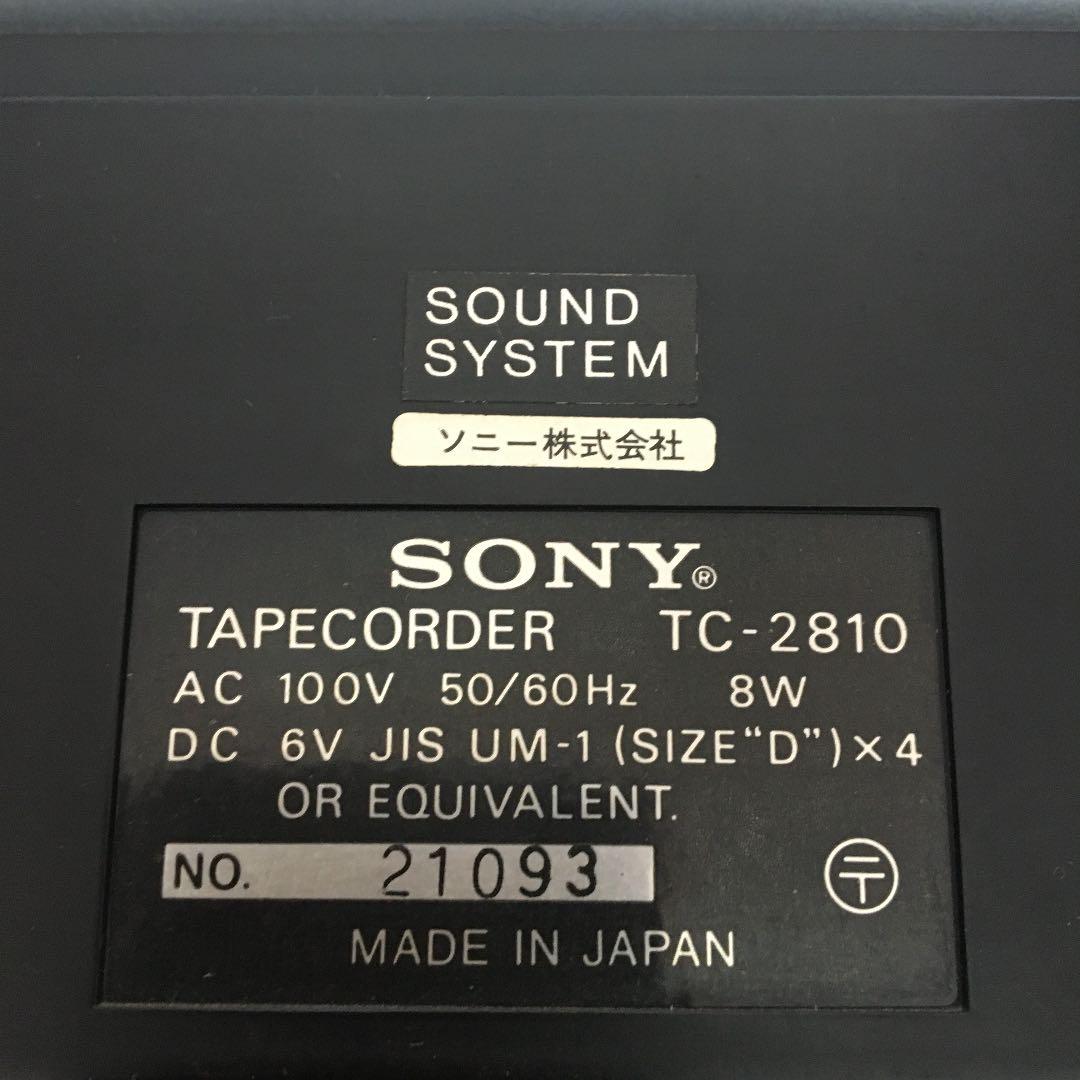 SOUND
SYSTEM
ソニー株式会社
SONY®
TAPECORDER TC-2810
AC 100V 50/60Hz 8W
DC 6V JIS UM-1 (SIZE“D”)×4
OR EQUIVALENT.
NO. 21093
〶
MADE IN JAPAN